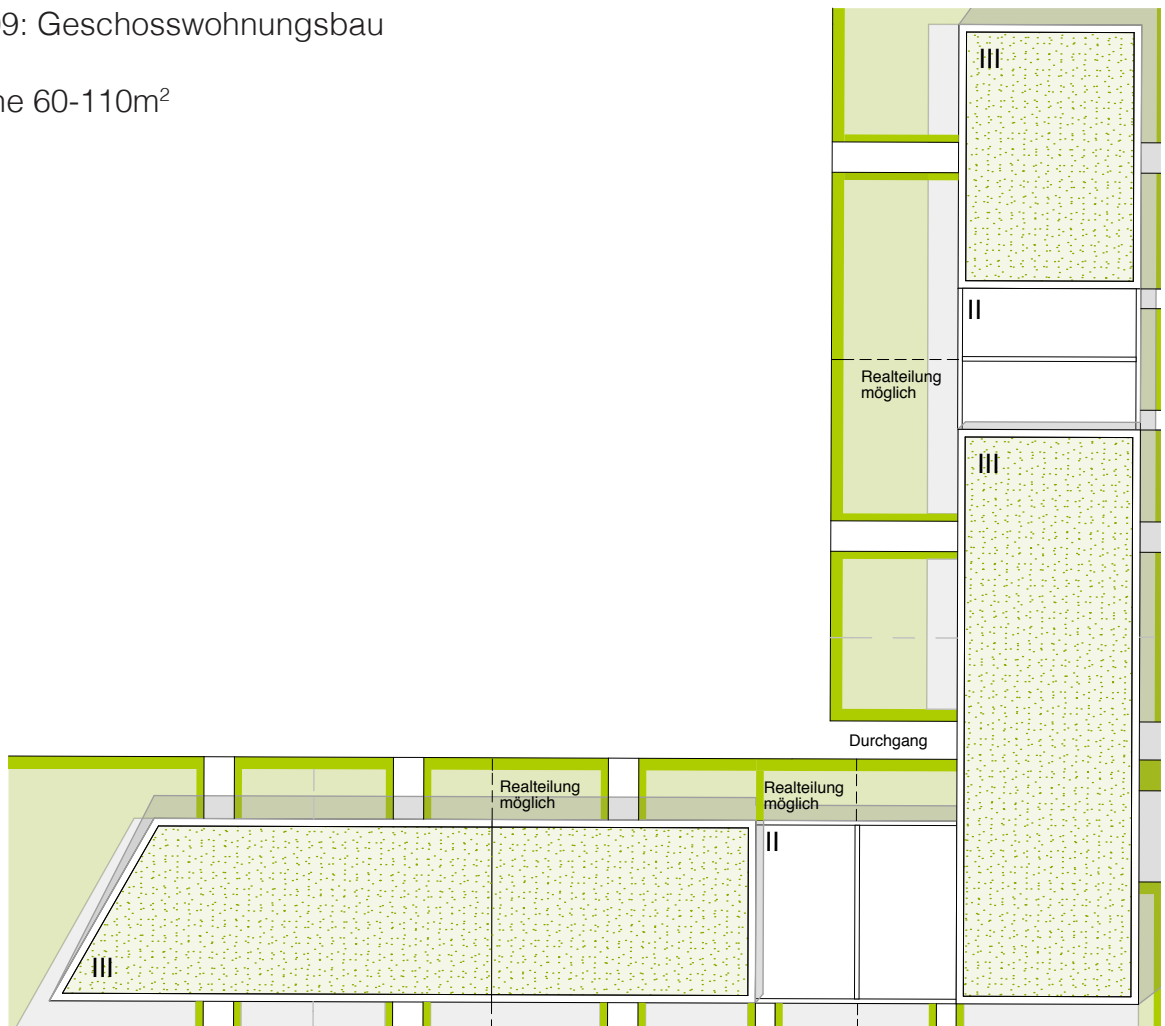 9: Geschosswohnungsbau
ne 60-110m²
III
II
Realteilung
möglich
III
Durchgang
Realteilung
möglich
Realteilung
möglich
II
III